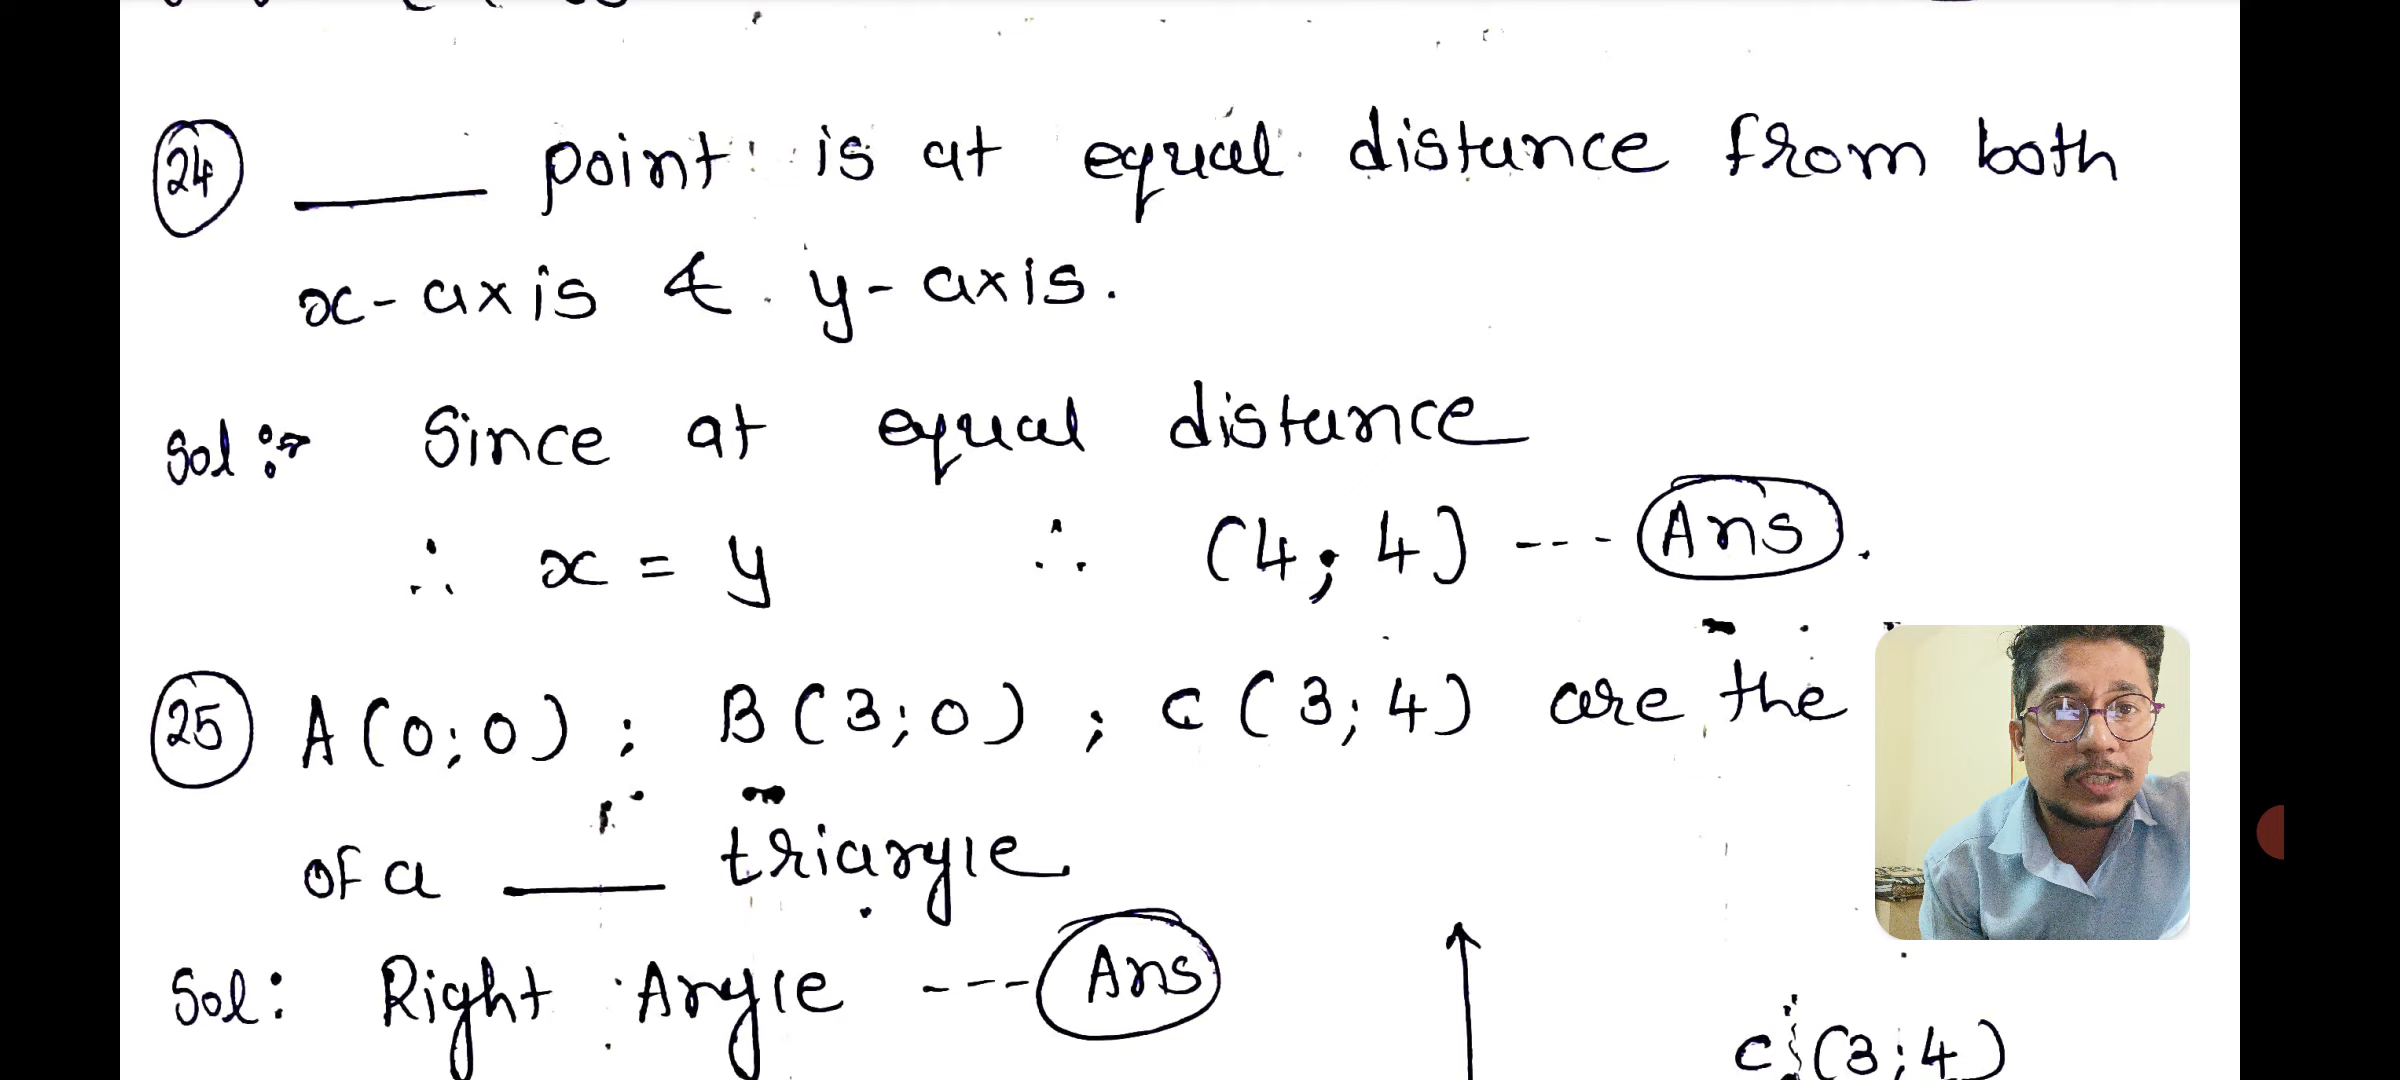 24 ____ point is at equal distance from both
x-axis & y-axis.
Sol:→ Since at equal distance
∴ x = y ∴ (4; 4) --- Ans.
25 A(0;0); B(3;0); C(3;4) are the
of a ____ triangle
Sol: Right Angle --- Ans
C(3;4)